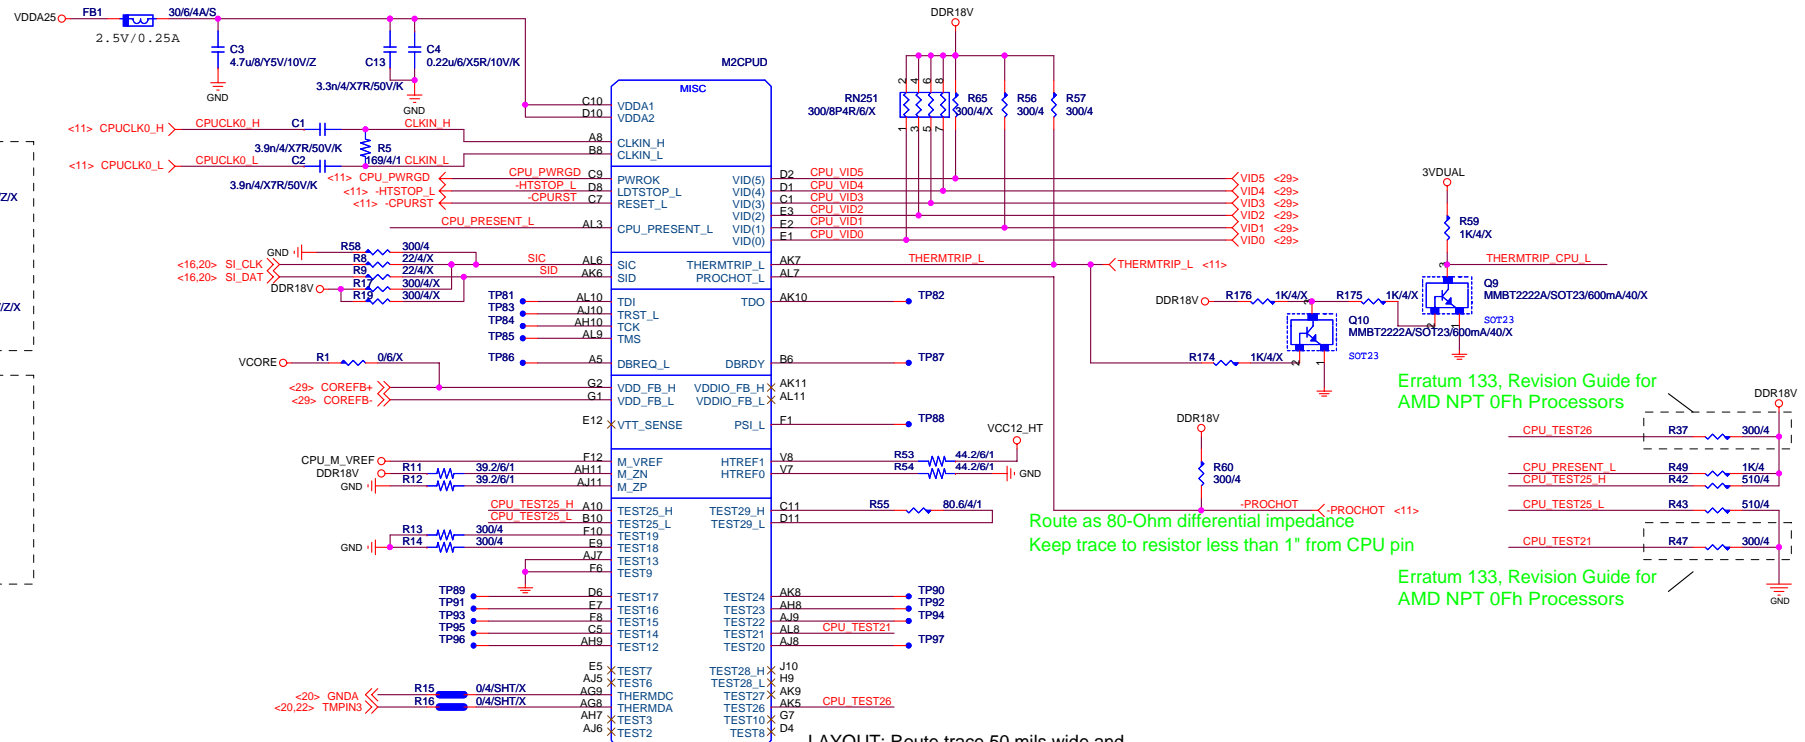 VDDA25
FB1
30/6/4A/S
2.5V/0.25A
C3
4.7u/8/Y5V/10V/Z
GND
C13
3.3n/4/X7R/50V/K
C4
0.22u/6/X5R/10V/K
GND
M2CPUD
MISC
DDR18V
RN251
300/8P4R/6/X
2 4 6 8
1 3 5 7
R65
300/4/X
R56
300/4
R57
300/4
C10 VDDA1
D10 VDDA2
<11> CPUCLK0_H
CPUCLK0_H
C1
3.9n/4/X7R/50V/K
CLKIN_H
A8 CLKIN_H
R5
169/4/1
<11> CPUCLK0_L
CPUCLK0_L
C2
3.9n/4/X7R/50V/K
CLKIN_L
B8 CLKIN_L
<11> CPU_PWRGD
CPU_PWRGD
C9 PWROK
<11> -HTSTOP_L
-HTSTOP_L
D8 LDTSTOP_L
<11> -CPURST
-CPURST
C7 RESET_L
CPU_PRESENT_L
AL3 CPU_PRESENT_L
VID(5) D2 CPU_VID5 VID5 <29>
VID(4) D1 CPU_VID4 VID4 <29>
VID(3) C1 CPU_VID3 VID3 <29>
VID(2) E3 CPU_VID2 VID2 <29>
VID(1) E2 CPU_VID1 VID1 <29>
VID(0) E1 CPU_VID0 VID0 <29>
GND
R58 300/4
<16,20> SI_CLK
R8 22/4/X
SIC
AL6 SIC
<16,20> SI_DAT
R9 22/4/X
SID
AK6 SID
DDR18V
R17 300/4/X
R19 300/4/X
THERMTRIP_L AK7 THERMTRIP_L THERMTRIP_L <11>
PROCHOT_L AL7
TP81 AL10 TDI
TP83 AJ10 TRST_L
TP84 AH10 TCK
TP85 AL9 TMS
TP86 A5 DBREQ_L
TDO AK10 TP82
DBRDY B6 TP87
VCORE
R1 0/6/X
<29> COREFB+
G2 VDD_FB_H
<29> COREFB-
G1 VDD_FB_L
VDDIO_FB_H AK11
VDDIO_FB_L AL11
E12 VTT_SENSE
PSI_L F1 TP88
CPU_M_VREF
F12 M_VREF
DDR18V
R11 39.2/6/1
AH11 M_ZN
GND
R12 39.2/6/1
AJ11 M_ZP
HTREF1 V8 R53 44.2/6/1
VCC12_HT
HTREF0 V7 R54 44.2/6/1
GND
CPU_TEST25_H A10 TEST25_H
CPU_TEST25_L B10 TEST25_L
GND
R13 300/4
F10 TEST19
R14 300/4
E9 TEST18
AJ7 TEST13
F6 TEST9
TEST29_H C11 R55 80.6/4/1
TEST29_L D11
Route as 80-Ohm differential impedance
Keep trace to resistor less than 1" from CPU pin
TP89 D6 TEST17
TP91 E7 TEST16
TP93 F8 TEST15
TP95 C5 TEST14
TP96 AH9 TEST12
TEST24 AK8 TP90
TEST23 AH8 TP92
TEST22 AJ9 TP94
TEST21 AL8 CPU_TEST21
TEST20 AJ8 TP97
E5 TEST7
AJ5 TEST6
<20> GNDA
R15 0/4/SHT/X
AG9 THERMDC
<20,22> TMPIN3
R16 0/4/SHT/X
AG8 THERMDA
AH7 TEST3
AJ6 TEST2
TEST28_H J10
TEST28_L H9
TEST27 AK9
TEST26 AK5 CPU_TEST26
TEST10 G7
TEST8 D4
LAYOUT: Route trace 50 mils wide and
3VDUAL
R59
1K/4/X
THERMTRIP_CPU_L
3
Q9
MMBT2222A/SOT23/600mA/40/X
SOT23
2 1
DDR18V
R176 1K/4/X
R175 1K/4/X
Q10
MMBT2222A/SOT23/600mA/40/X
SOT23
R174 1K/4/X
2 1
DDR18V
R60
300/4
-PROCHOT
-PROCHOT <11>
Erratum 133, Revision Guide for
AMD NPT 0Fh Processors
DDR18V
CPU_TEST26 R37 300/4
CPU_PRESENT_L R49 1K/4
CPU_TEST25_H R42 510/4
CPU_TEST25_L R43 510/4
CPU_TEST21 R47 300/4
Erratum 133, Revision Guide for
AMD NPT 0Fh Processors
GND
Z/X
/Z/X